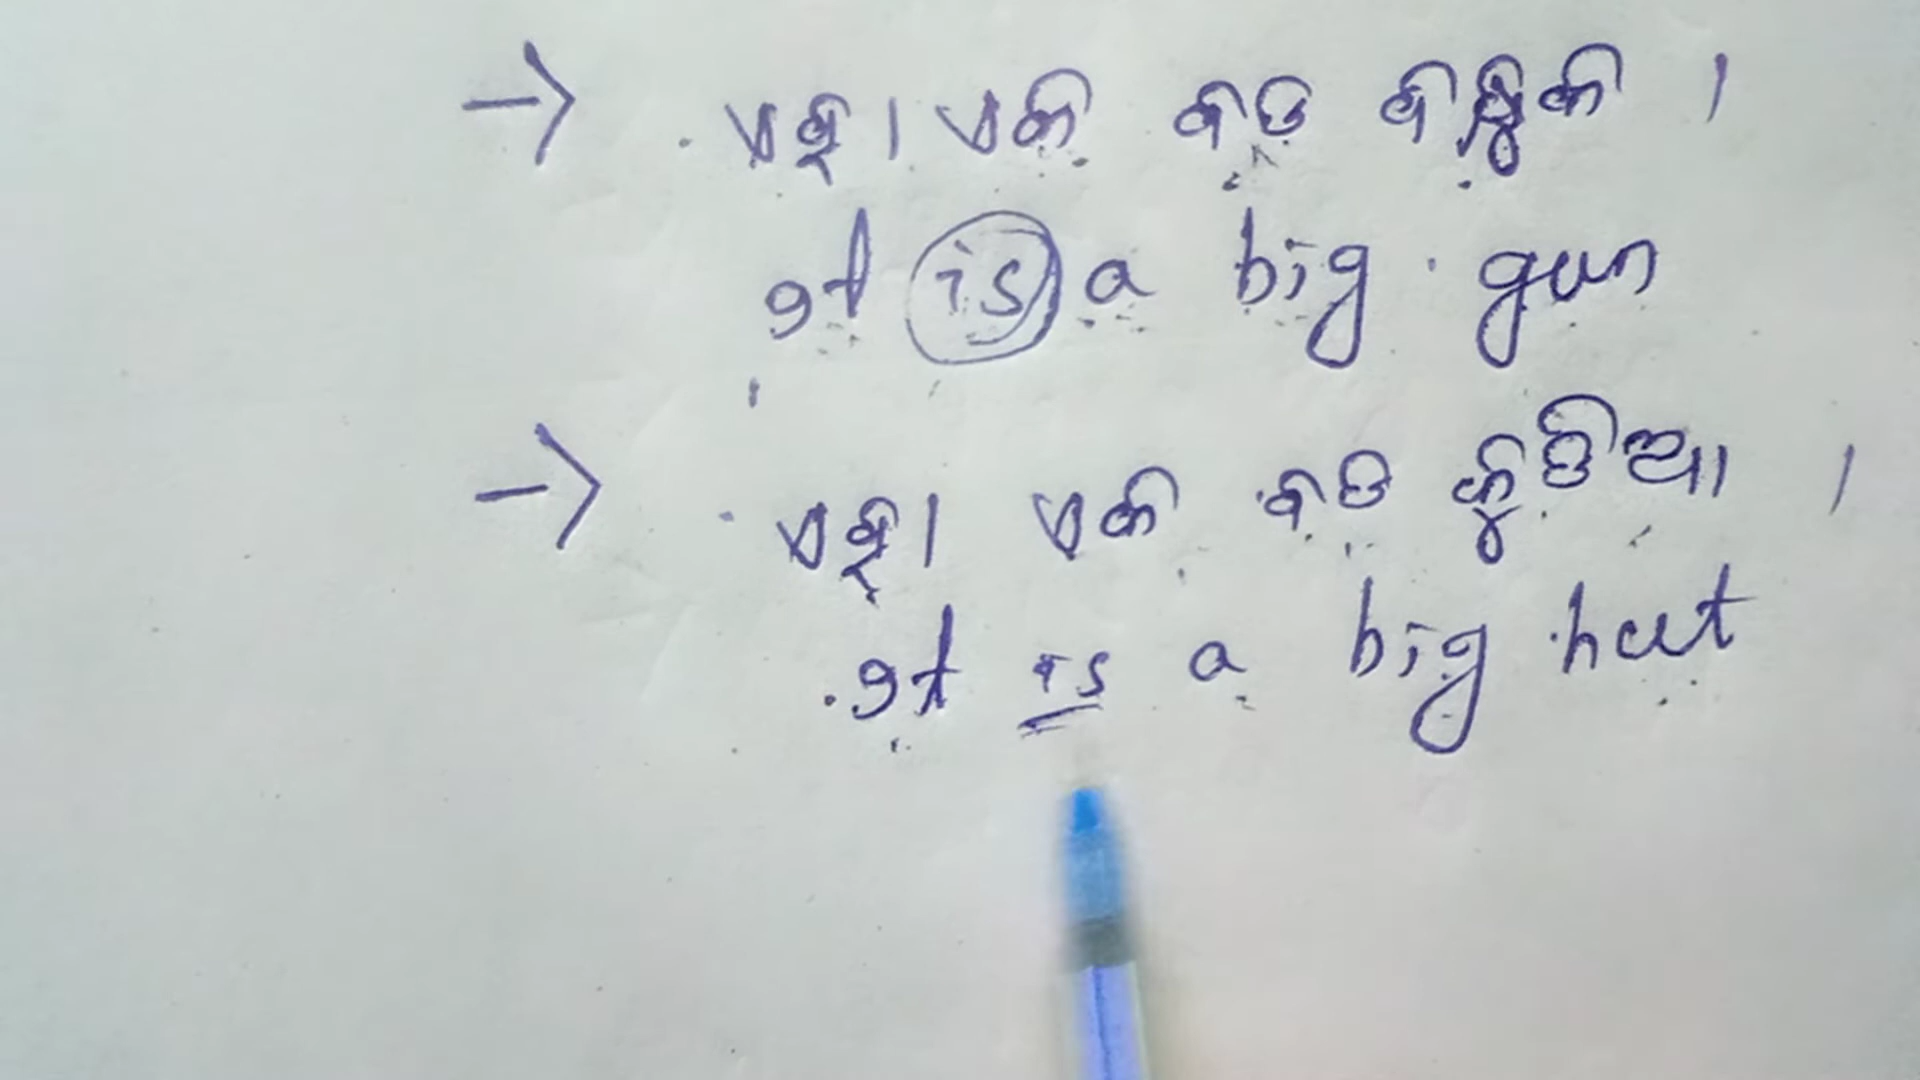 → ଏହା ଏକ ବଡ ବନ୍ଧୁକ ।
It is a big gun
→ ଏହା ଏକ ବଡ କୁଡିଆ ।
It is a big hut